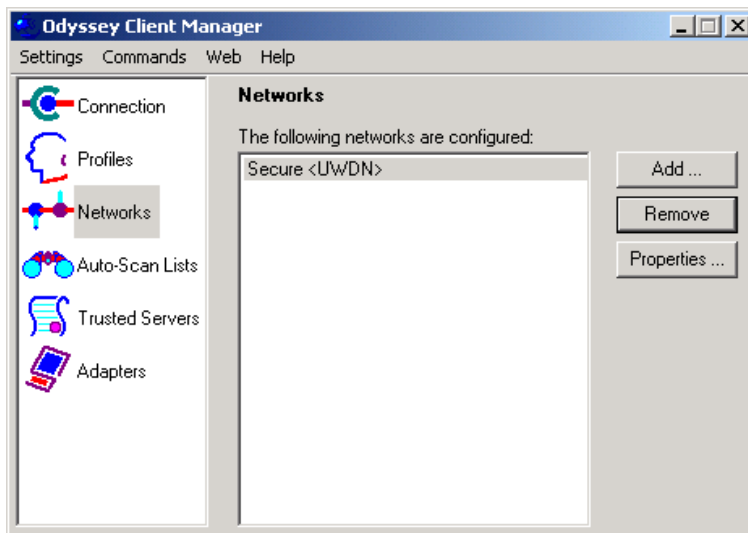 Odyssey Client Manager
Settings Commands Web Help
Connection
Profiles
Networks
Auto-Scan Lists
Trusted Servers
Adapters
Networks
The following networks are configured:
Secure <UWDN>
Add ...
Remove
Properties ...